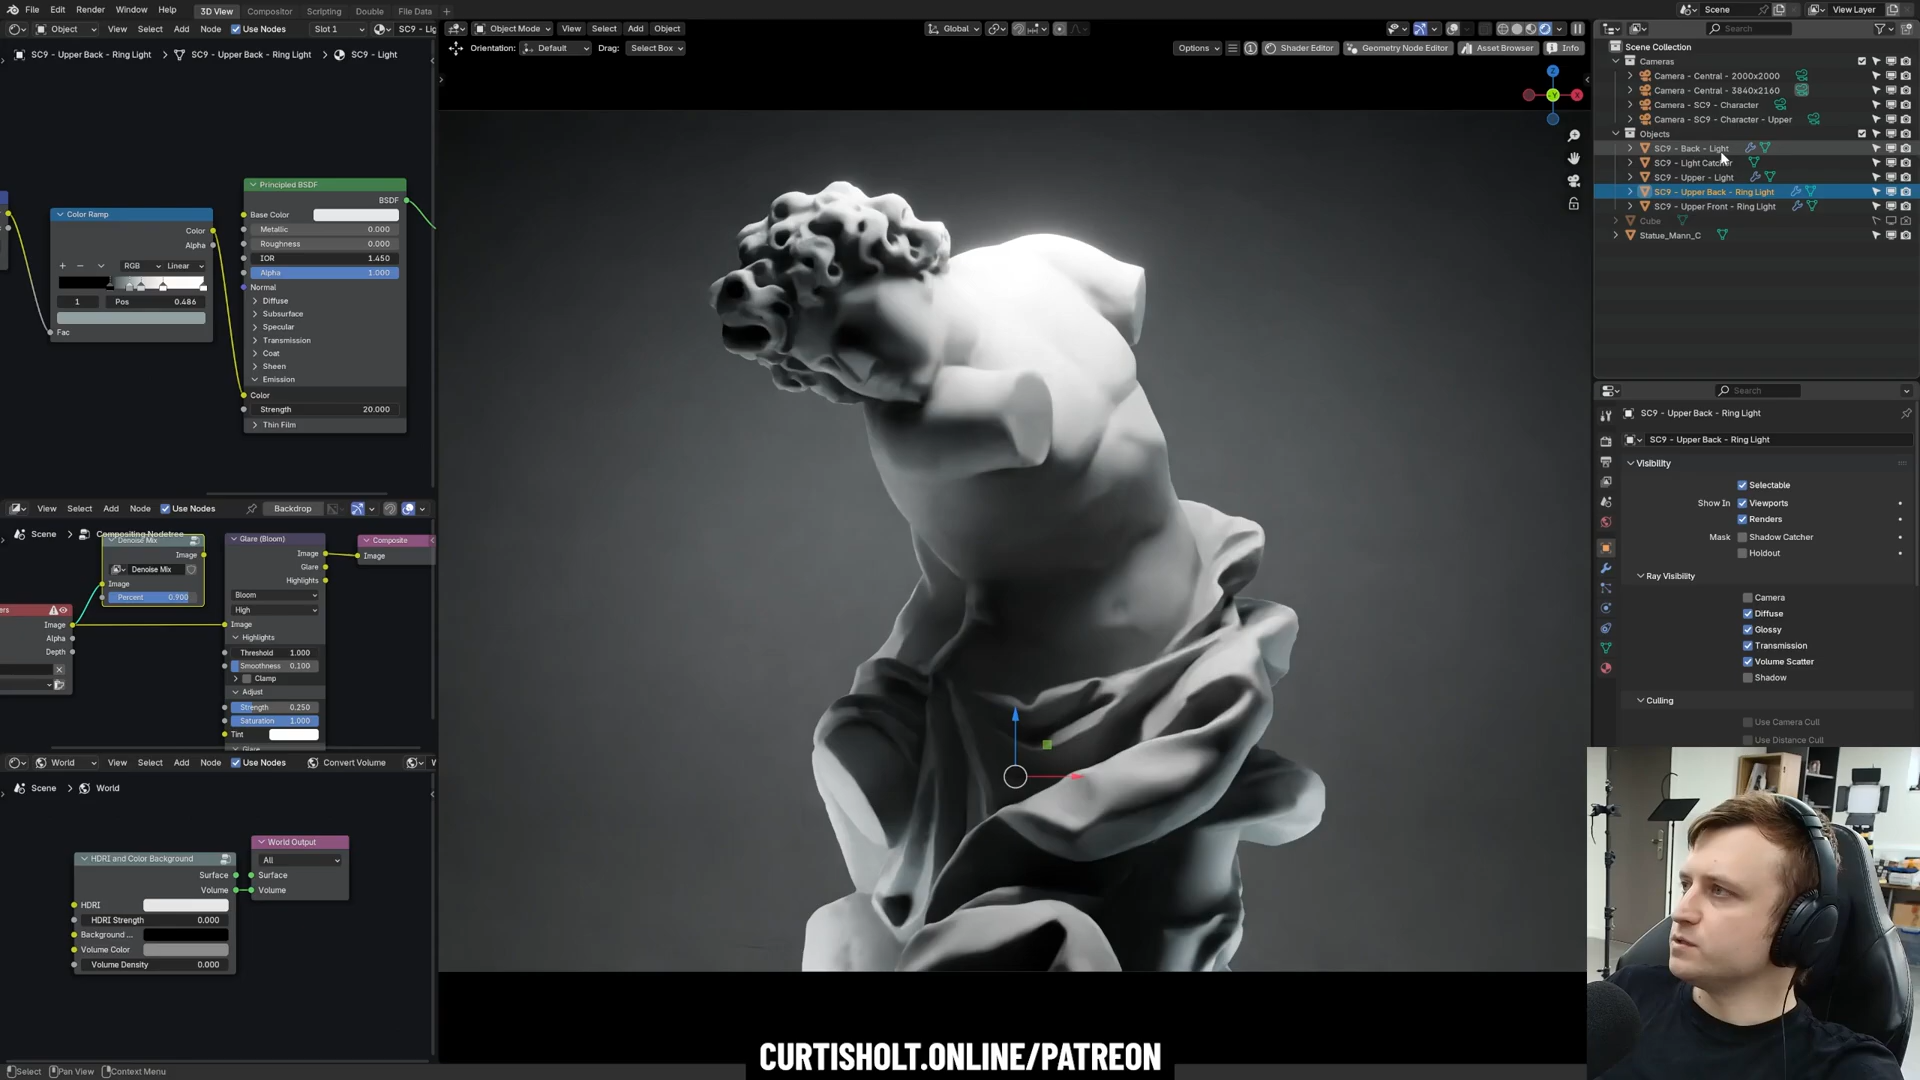 File Edit Render Window Help 3D View Compositor Scripting Double File Data + Scene View Layer
Object View Select Add Node Use Nodes Slot 1 SC9 - Lig
Object Mode View Select Add Object Global
Search
Orientation: Default Drag: Select Box Options Shader Editor Geometry Node Editor Asset Browser Info
SC9 - Upper Back - Ring Light > SC9 - Upper Back - Ring Light > SC9 - Light
Color Ramp
Color
Alpha
RGB Linear
1 Pos 0.486
Fac
Principled BSDF
BSDF
Base Color
Metallic 0.000
Roughness 0.000
IOR 1.450
Alpha 1.000
Normal
Diffuse
Subsurface
Specular
Transmission
Coat
Sheen
Emission
Color
Strength 20.000
Thin Film
View Select Add Node Use Nodes Backdrop
Scene > Compositing Nodetree
Denoise Mix
Image
Denoise Mix
Image
Percent 0.900
ers
Image
Alpha
Depth
Glare (Bloom)
Image
Glare
Highlights
Bloom
High
Image
Highlights
Threshold 1.000
Smoothness 0.100
Clamp
Adjust
Strength 0.250
Saturation 1.000
Tint
Glare
Composite
Image
World View Select Add Node Use Nodes Convert Volume W
Scene > World
HDRI and Color Background
Surface
Volume
HDRI
HDRI Strength 0.000
Background ...
Volume Color
Volume Density 0.000
World Output
All
Surface
Volume
Select Pan View Context Menu
Z
Y
X
Scene Collection
Cameras
Camera - Central - 2000x2000
Camera - Central - 3840x2160
Camera - SC9 - Character
Camera - SC9 - Character - Upper
Objects
SC9 - Back - Light
SC9 - Light Catcher
SC9 - Upper - Light
SC9 - Upper Back - Ring Light
SC9 - Upper Front - Ring Light
Cube
Statue_Mann_C
Search
SC9 - Upper Back - Ring Light
SC9 - Upper Back - Ring Light
Visibility
Selectable
Show In Viewports
Renders
Mask Shadow Catcher
Holdout
Ray Visibility
Camera
Diffuse
Glossy
Transmission
Volume Scatter
Shadow
Culling
Use Camera Cull
Use Distance Cull
CURTISHOLT.ONLINE/PATREON